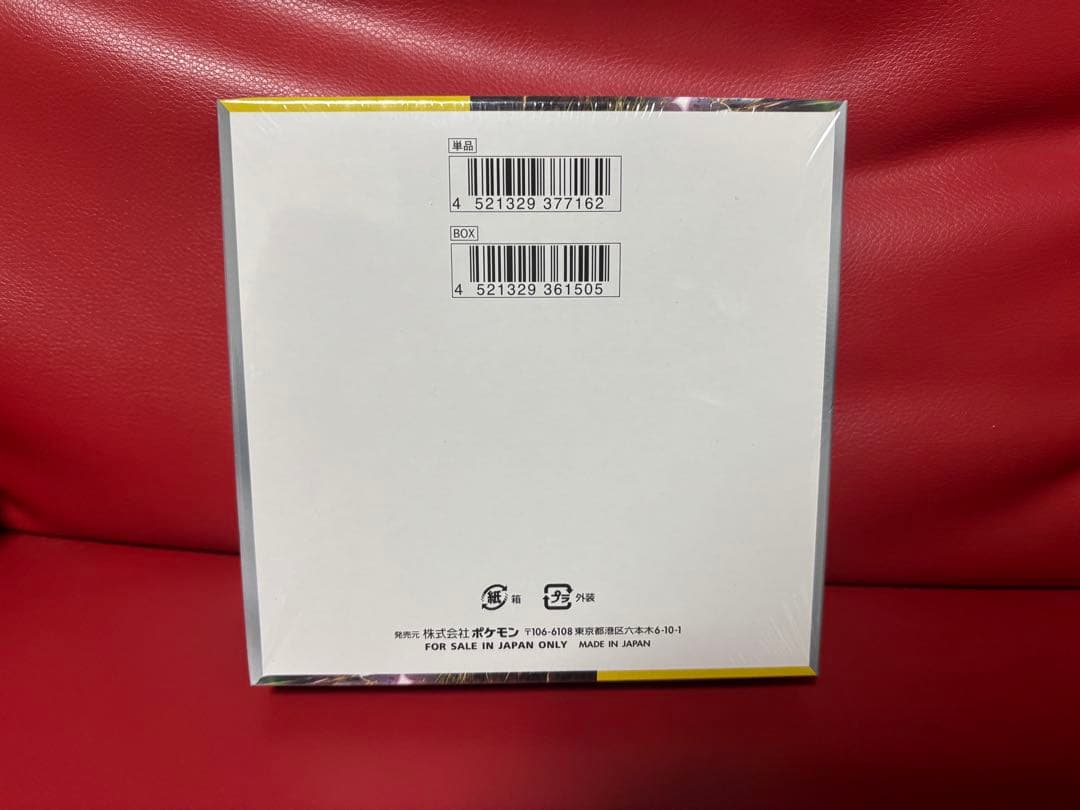 単品
4 521329 377162
BOX
4 521329 361505
紙 箱 プラ 外装
発売元 株式会社 ポケモン 〒106-6108 東京都港区六本木6-10-1
FOR SALE IN JAPAN ONLY MADE IN JAPAN